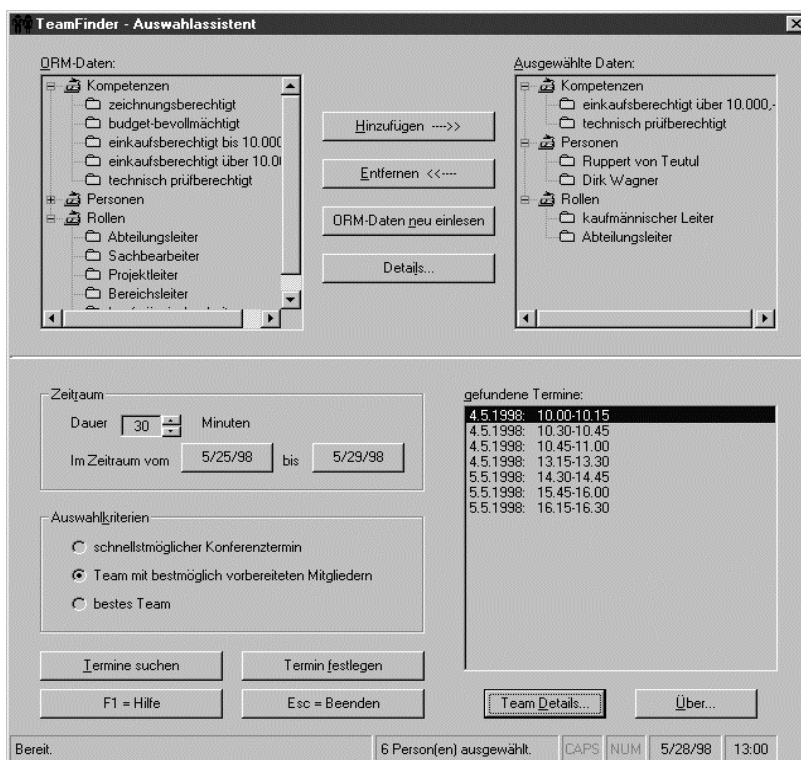 TeamFinder - Auswahlassistent
ORM-Daten:
Kompetenzen
zeichnungsberechtigt
budget-bevollmächtigt
einkaufsberechtigt bis 10.000
einkaufsberechtigt über 10.0
technisch prüfberechtigt
Personen
Rollen
Abteilungsleiter
Sachbearbeiter
Projektleiter
Bereichsleiter
Hinzufügen ---->>
Entfernen <<----
ORM-Daten neu einlesen
Details...
Ausgewählte Daten:
Kompetenzen
einkaufsberechtigt über 10.000,-
technisch prüfberechtigt
Personen
Ruppert von Teutul
Dirk Wagner
Rollen
kaufmännischer Leiter
Abteilungsleiter
Zeitraum
Dauer 30 Minuten
Im Zeitraum vom 5/25/98 bis 5/29/98
Auswahlkriterien
schnellstmöglicher Konferenztermin
Team mit bestmöglich vorbereiteten Mitgliedern
bestes Team
Termine suchen
Termin festlegen
F1 = Hilfe
Esc = Beenden
gefundene Termine:
4.5.1998: 10.00-10.15
4.5.1998: 10.30-10.45
4.5.1998: 10.45-11.00
4.5.1998: 13.15-13.30
5.5.1998: 14.30-14.45
5.5.1998: 15.45-16.00
5.5.1998: 16.15-16.30
Team Details...
Über...
Bereit.
6 Person(en) ausgewählt.
CAPS
NUM
5/28/98
13:00